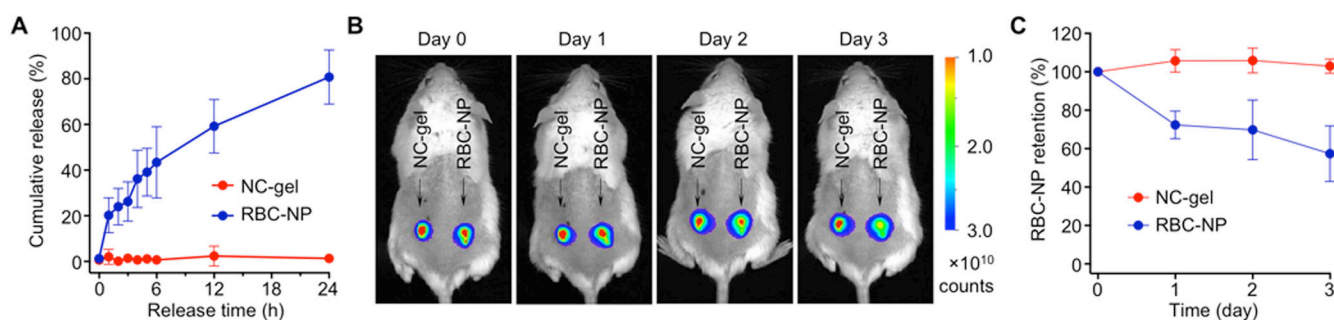 A
Cumulative release (%)
100
80
60
40
20
0
NC-gel
RBC-NP
0
6
12
18
24
Release time (h)
B
Day 0
Day 1
Day 2
Day 3
NC-gel
RBC-NP
NC-gel
RBC-NP
NC-gel
RBC-NP
NC-gel
RBC-NP
1.0
2.0
3.0
×10¹⁰
counts
C
RBC-NP retention (%)
120
100
80
60
40
20
0
NC-gel
RBC-NP
0
1
2
3
Time (day)